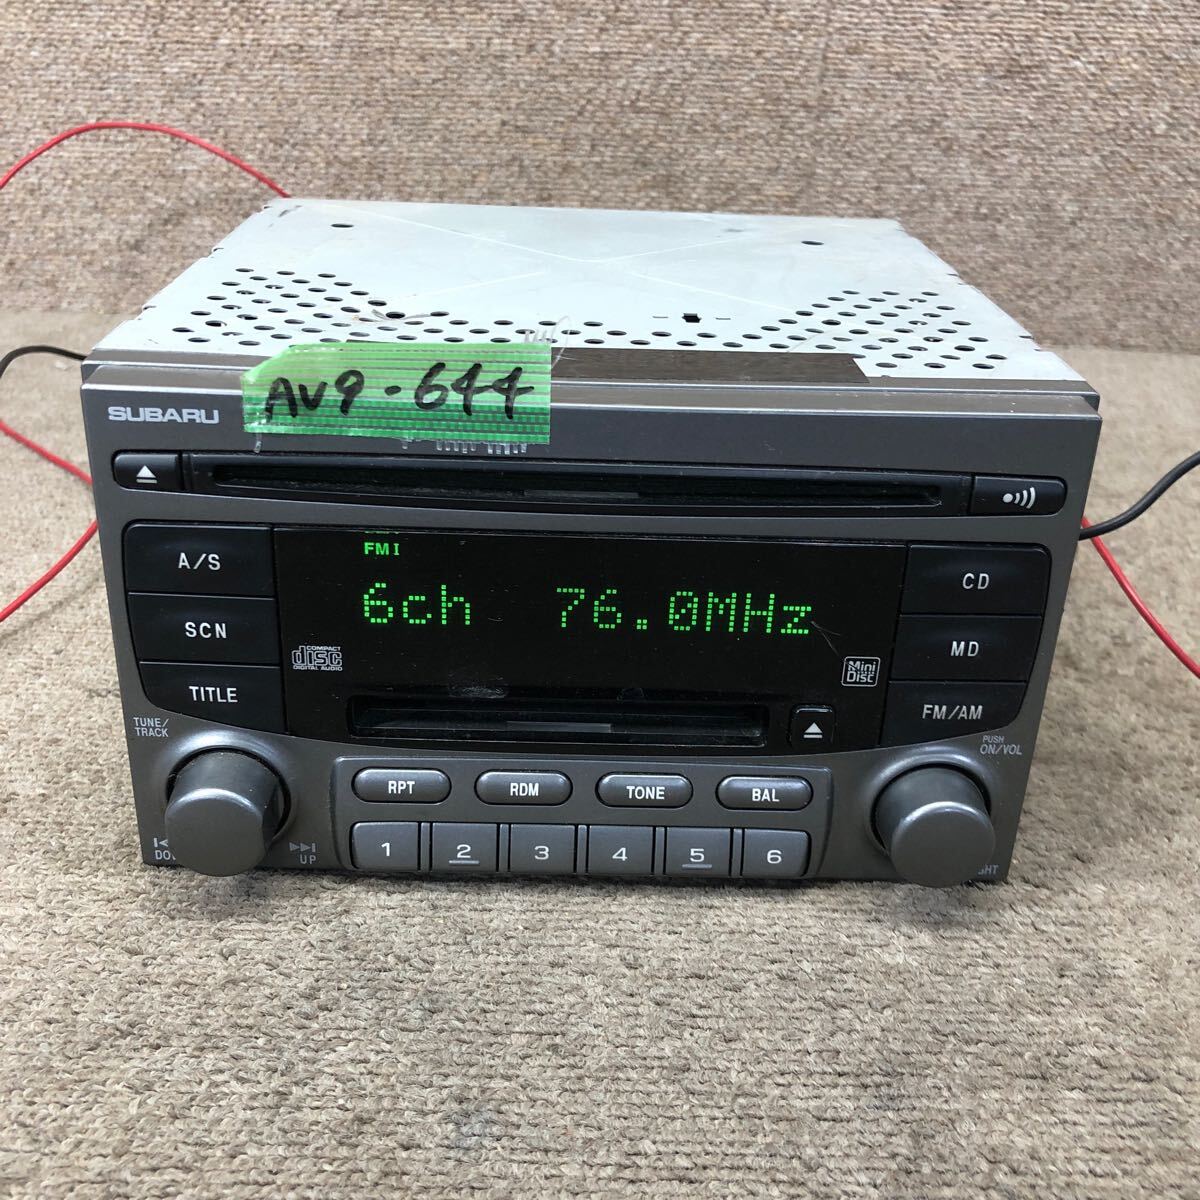 AV9-644
SUBARU
A/S
SCN
TITLE
FM I
6ch 76.0MHz
COMPACT
disc
DIGITAL AUDIO
Mini
Disc
CD
MD
FM/AM
TUNE/
TRACK
PUSH
ON/VOL
RPT
RDM
TONE
BAL
1
2
3
4
5
6
UP